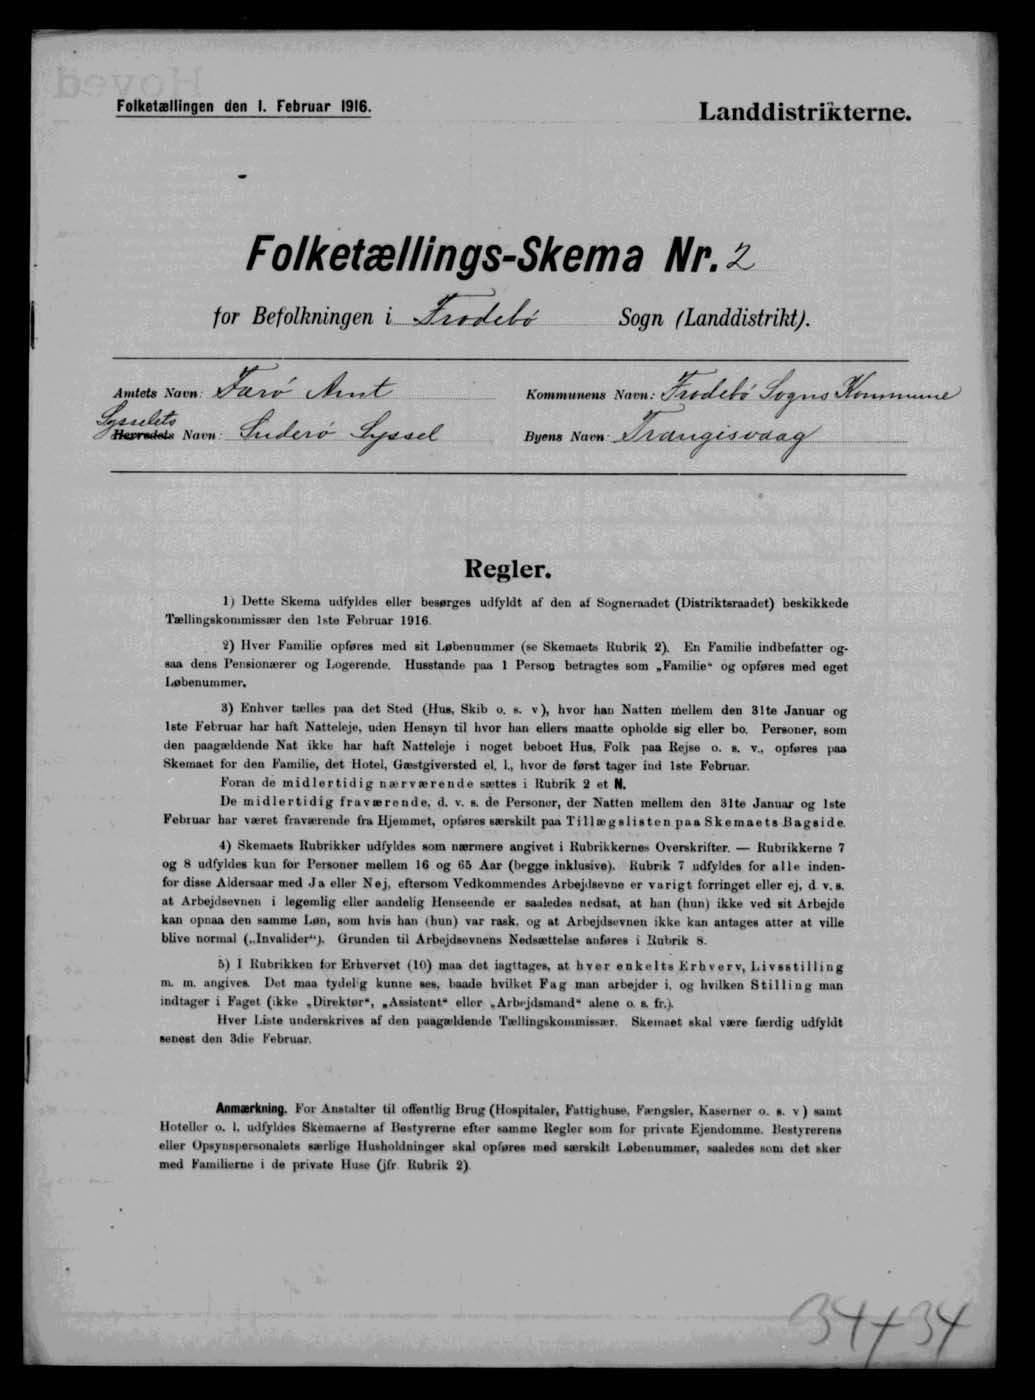 Folketællingen den 1. Februar 1916.
Landdistrikterne.
Folketællings-Skema Nr. 2
for Befolkningen i Frodebö Sogn (Landdistrikt).
Amtets Navn: Færö Amt
Kommunens Navn: Frodebö Sogns Kommune
Sysselets
Herredets Navn: Suderö Syssel
Byens Navn: Trangisvaag
Regler.
1) Dette Skema udfyldes eller besørges udfyldt af den af Sogneraadet (Distriktsraadet) beskikkede
Tællingskommissær den 1ste Februar 1916.
2) Hver Familie opføres med sit Løbenummer (se Skemaets Rubrik 2). En Familie indbefatter og-
saa dens Pensionærer og Logerende. Husstande paa 1 Person betragtes som „Familie“ og opføres med eget
Løbenummer.
3) Enhver tælles paa det Sted (Hus, Skib o. s. v), hvor han Natten mellem den 31te Januar og
1ste Februar har haft Natteleje, uden Hensyn til hvor han ellers maatte opholde sig eller bo. Personer, som
den paagældende Nat ikke har haft Natteleje i noget beboet Hus, Folk paa Rejse o. s. v., opføres paa
Skemaet for den Familie, det Hotel, Gæstgiversted el. l., hvor de først tager ind 1ste Februar.
Foran de midlertidig nærværende sættes i Rubrik 2 et N.
De midlertidig fraværende, d. v. s. de Personer, der Natten mellem den 31te Januar og 1ste
Februar har været fraværende fra Hjemmet, opføres særskilt paa Tillægslisten paa Skemaets Bagside.
4) Skemaets Rubrikker udfyldes som nærmere angivet i Rubrikkernes Overskrifter. — Rubrikkerne 7
og 8 udfyldes kun for Personer mellem 16 og 65 Aar (begge inklusive). Rubrik 7 udfyldes for alle inden-
for disse Aldersaar med Ja eller Nej, eftersom Vedkommendes Arbejdsevne er varigt forringet eller ej, d v. s.
at Arbejdsevnen i legemlig eller aandelig Henseende er saaledes nedsat, at han (hun) ikke ved sit Arbejde
kan opnaa den samme Løn, som hvis han (hun) var rask, og at Arbejdsevnen ikke kan antages atter at ville
blive normal („Invalider“). Grunden til Arbejdsevnens Nedsættelse anføres i Rubrik 8.
5) I Rubrikken for Erhvervet (10) maa det iagttages, at hver enkelts Erhverv, Livsstilling
m. m. angives. Det maa tydelig kunne ses, baade hvilket Fag man arbejder i, og hvilken Stilling man
indtager i Faget (ikke „Direktør“, „Assistent“ eller „Arbejdsmand“ alene o. s. fr.).
Hver Liste underskrives af den paagældende Tællingskommissær. Skemaet skal være færdig udfyldt
senest den 3die Februar.
Anmærkning. For Anstalter til offentlig Brug (Hospitaler, Fattighuse, Fængsler, Kaserner o. s. v) samt
Hoteller o. l. udfyldes Skemaerne af Bestyrerne efter samme Regler som for private Ejendomme. Bestyrerens
eller Opsynspersonalets særlige Husholdninger skal opføres med særskilt Løbenummer, saaledes som det sker
med Familierne i de private Huse (jfr. Rubrik 2).
34+34